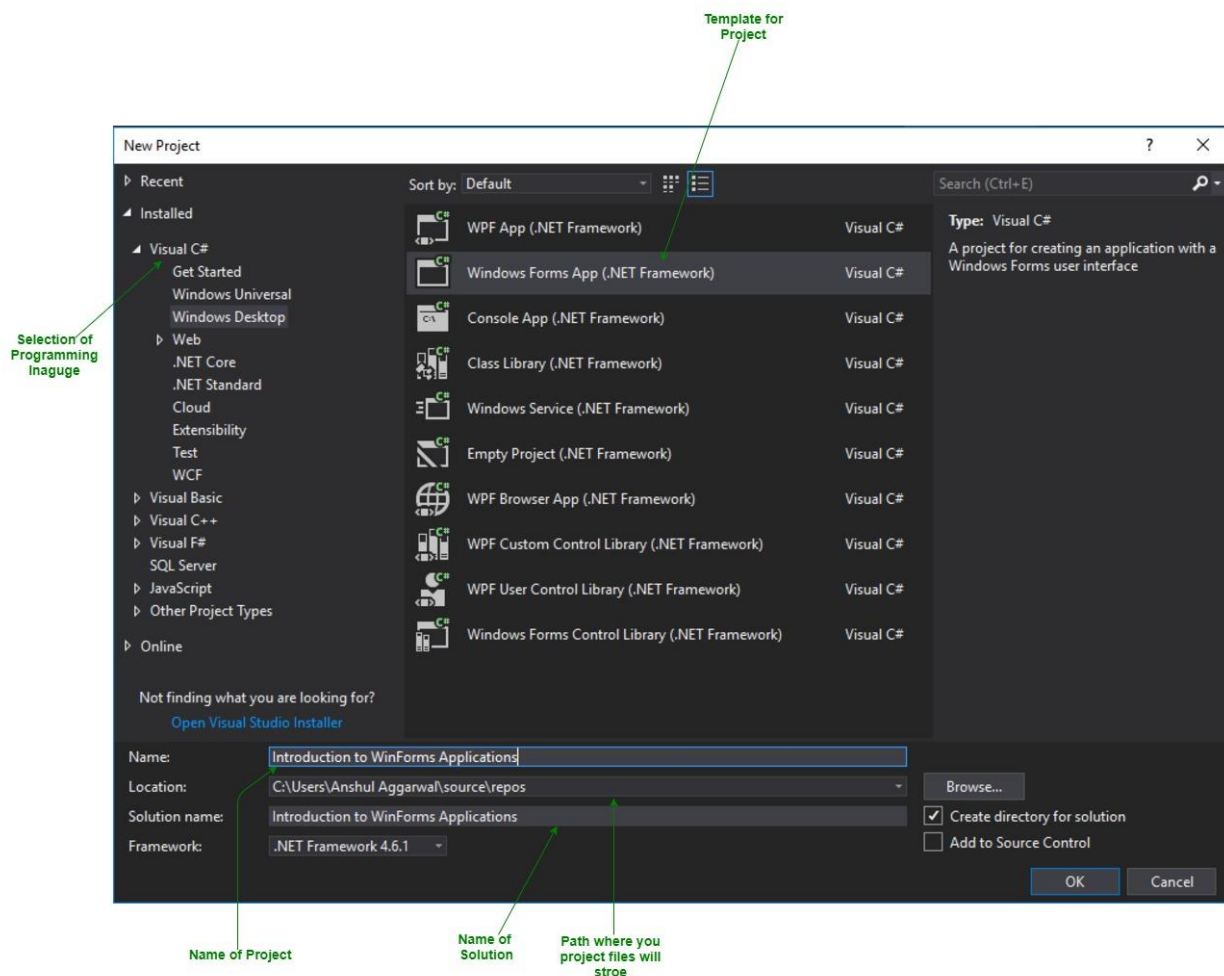 Template for
Project
New Project
? X
Recent
Installed
Visual C#
Get Started
Windows Universal
Windows Desktop
Web
.NET Core
.NET Standard
Cloud
Extensibility
Test
WCF
Visual Basic
Visual C++
Visual F#
SQL Server
JavaScript
Other Project Types
Online
Not finding what you are looking for?
Open Visual Studio Installer
Selection of
Programming
lnaguge
Sort by: Default
WPF App (.NET Framework) Visual C#
Windows Forms App (.NET Framework) Visual C#
Console App (.NET Framework) Visual C#
Class Library (.NET Framework) Visual C#
Windows Service (.NET Framework) Visual C#
Empty Project (.NET Framework) Visual C#
WPF Browser App (.NET Framework) Visual C#
WPF Custom Control Library (.NET Framework) Visual C#
WPF User Control Library (.NET Framework) Visual C#
Windows Forms Control Library (.NET Framework) Visual C#
Search (Ctrl+E)
Type: Visual C#
A project for creating an application with a
Windows Forms user interface
Name: Introduction to WinForms Applications
Location: C:\Users\Anshul Aggarwal\source\repos
Browse...
Solution name: Introduction to WinForms Applications
Create directory for solution
Framework: .NET Framework 4.6.1
Add to Source Control
OK Cancel
Name of Project
Name of
Solution
Path where you
project files will
stroe